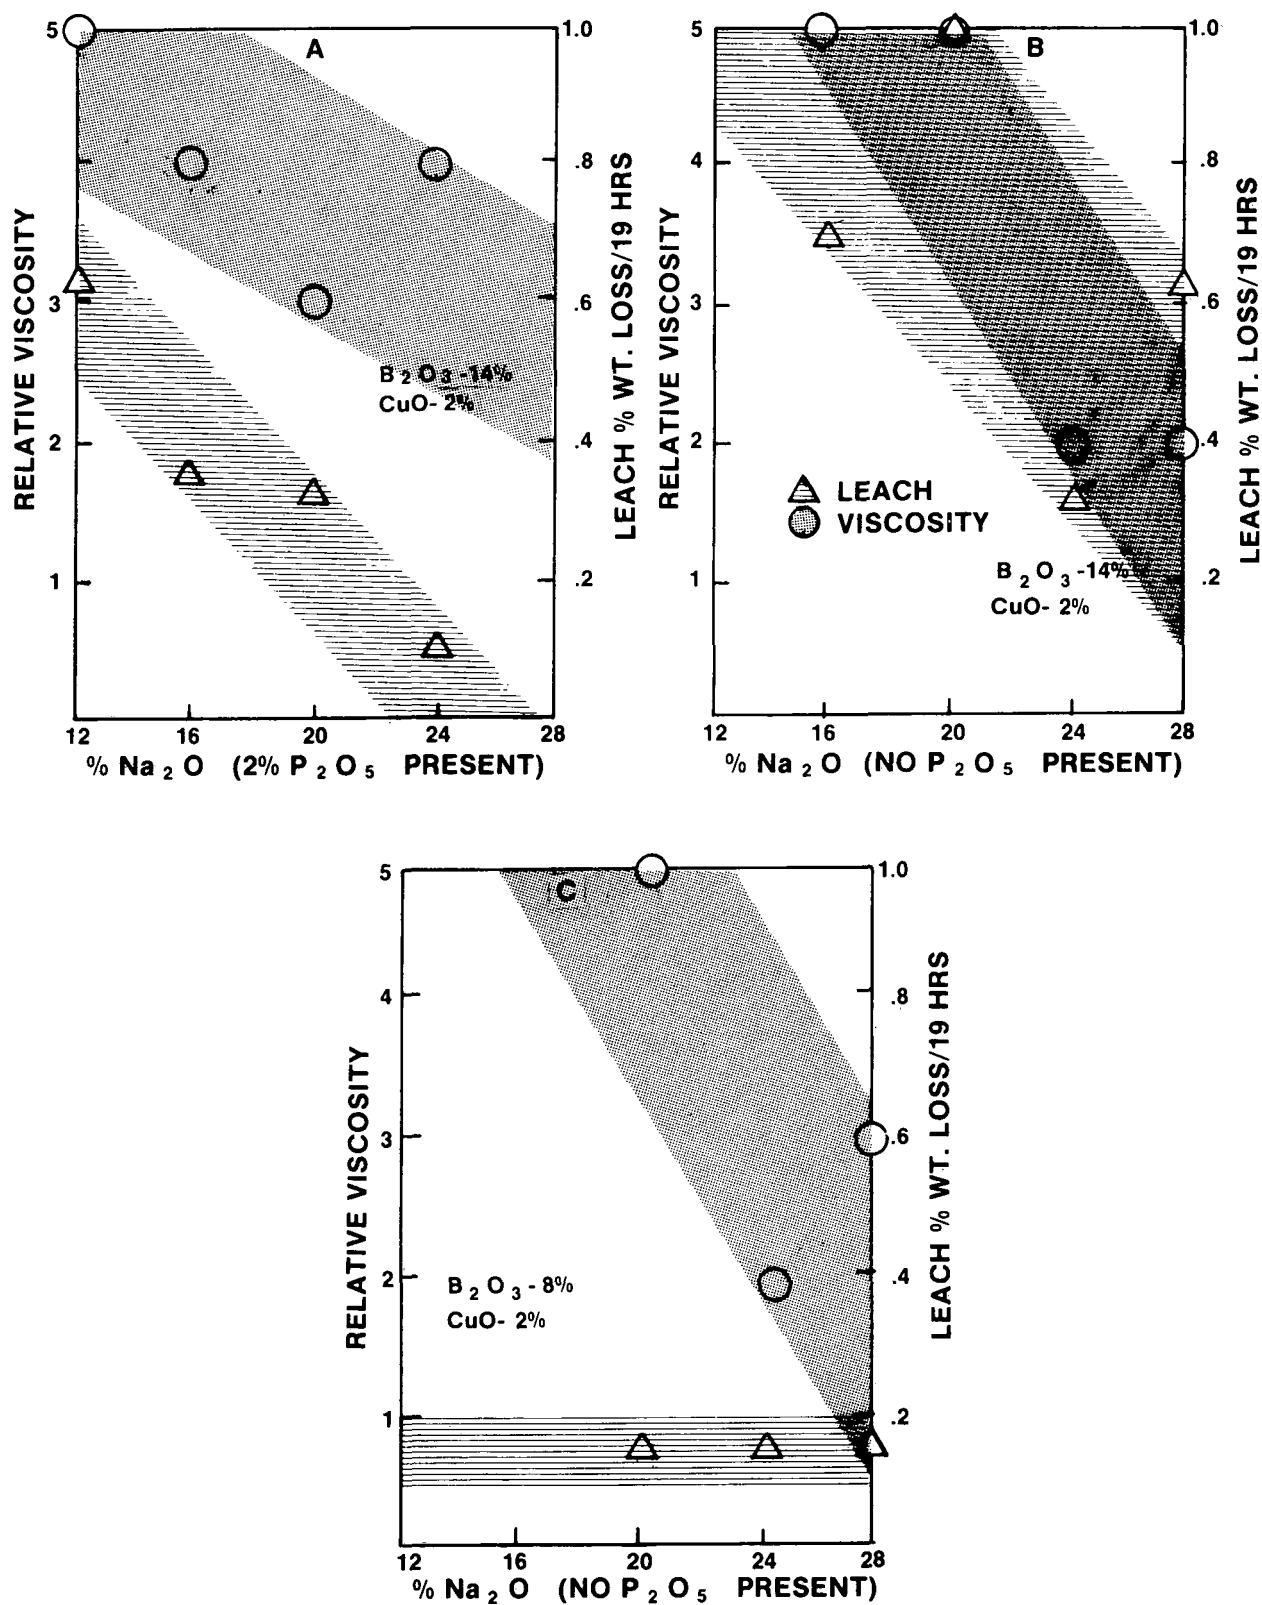 A
5
3
2
1
1.0
.8
.6
.4
.2
RELATIVE VISCOSITY
LEACH % WT. LOSS/19 HRS
B2O3-14%
CuO- 2%
12 16 20 24 28
% Na2O (2% P2O5 PRESENT)
B
5
4
3
2
1
1.0
.8
.6
.4
.2
RELATIVE VISCOSITY
LEACH % WT. LOSS/19 HRS
LEACH
VISCOSITY
B2O3-14%
CuO- 2%
12 16 20 24 28
% Na2O (NO P2O5 PRESENT)
C
5
4
3
2
1
1.0
.8
.6
.4
.2
RELATIVE VISCOSITY
LEACH % WT. LOSS/19 HRS
B2O3-8%
CuO- 2%
12 16 20 24 28
% Na2O (NO P2O5 PRESENT)